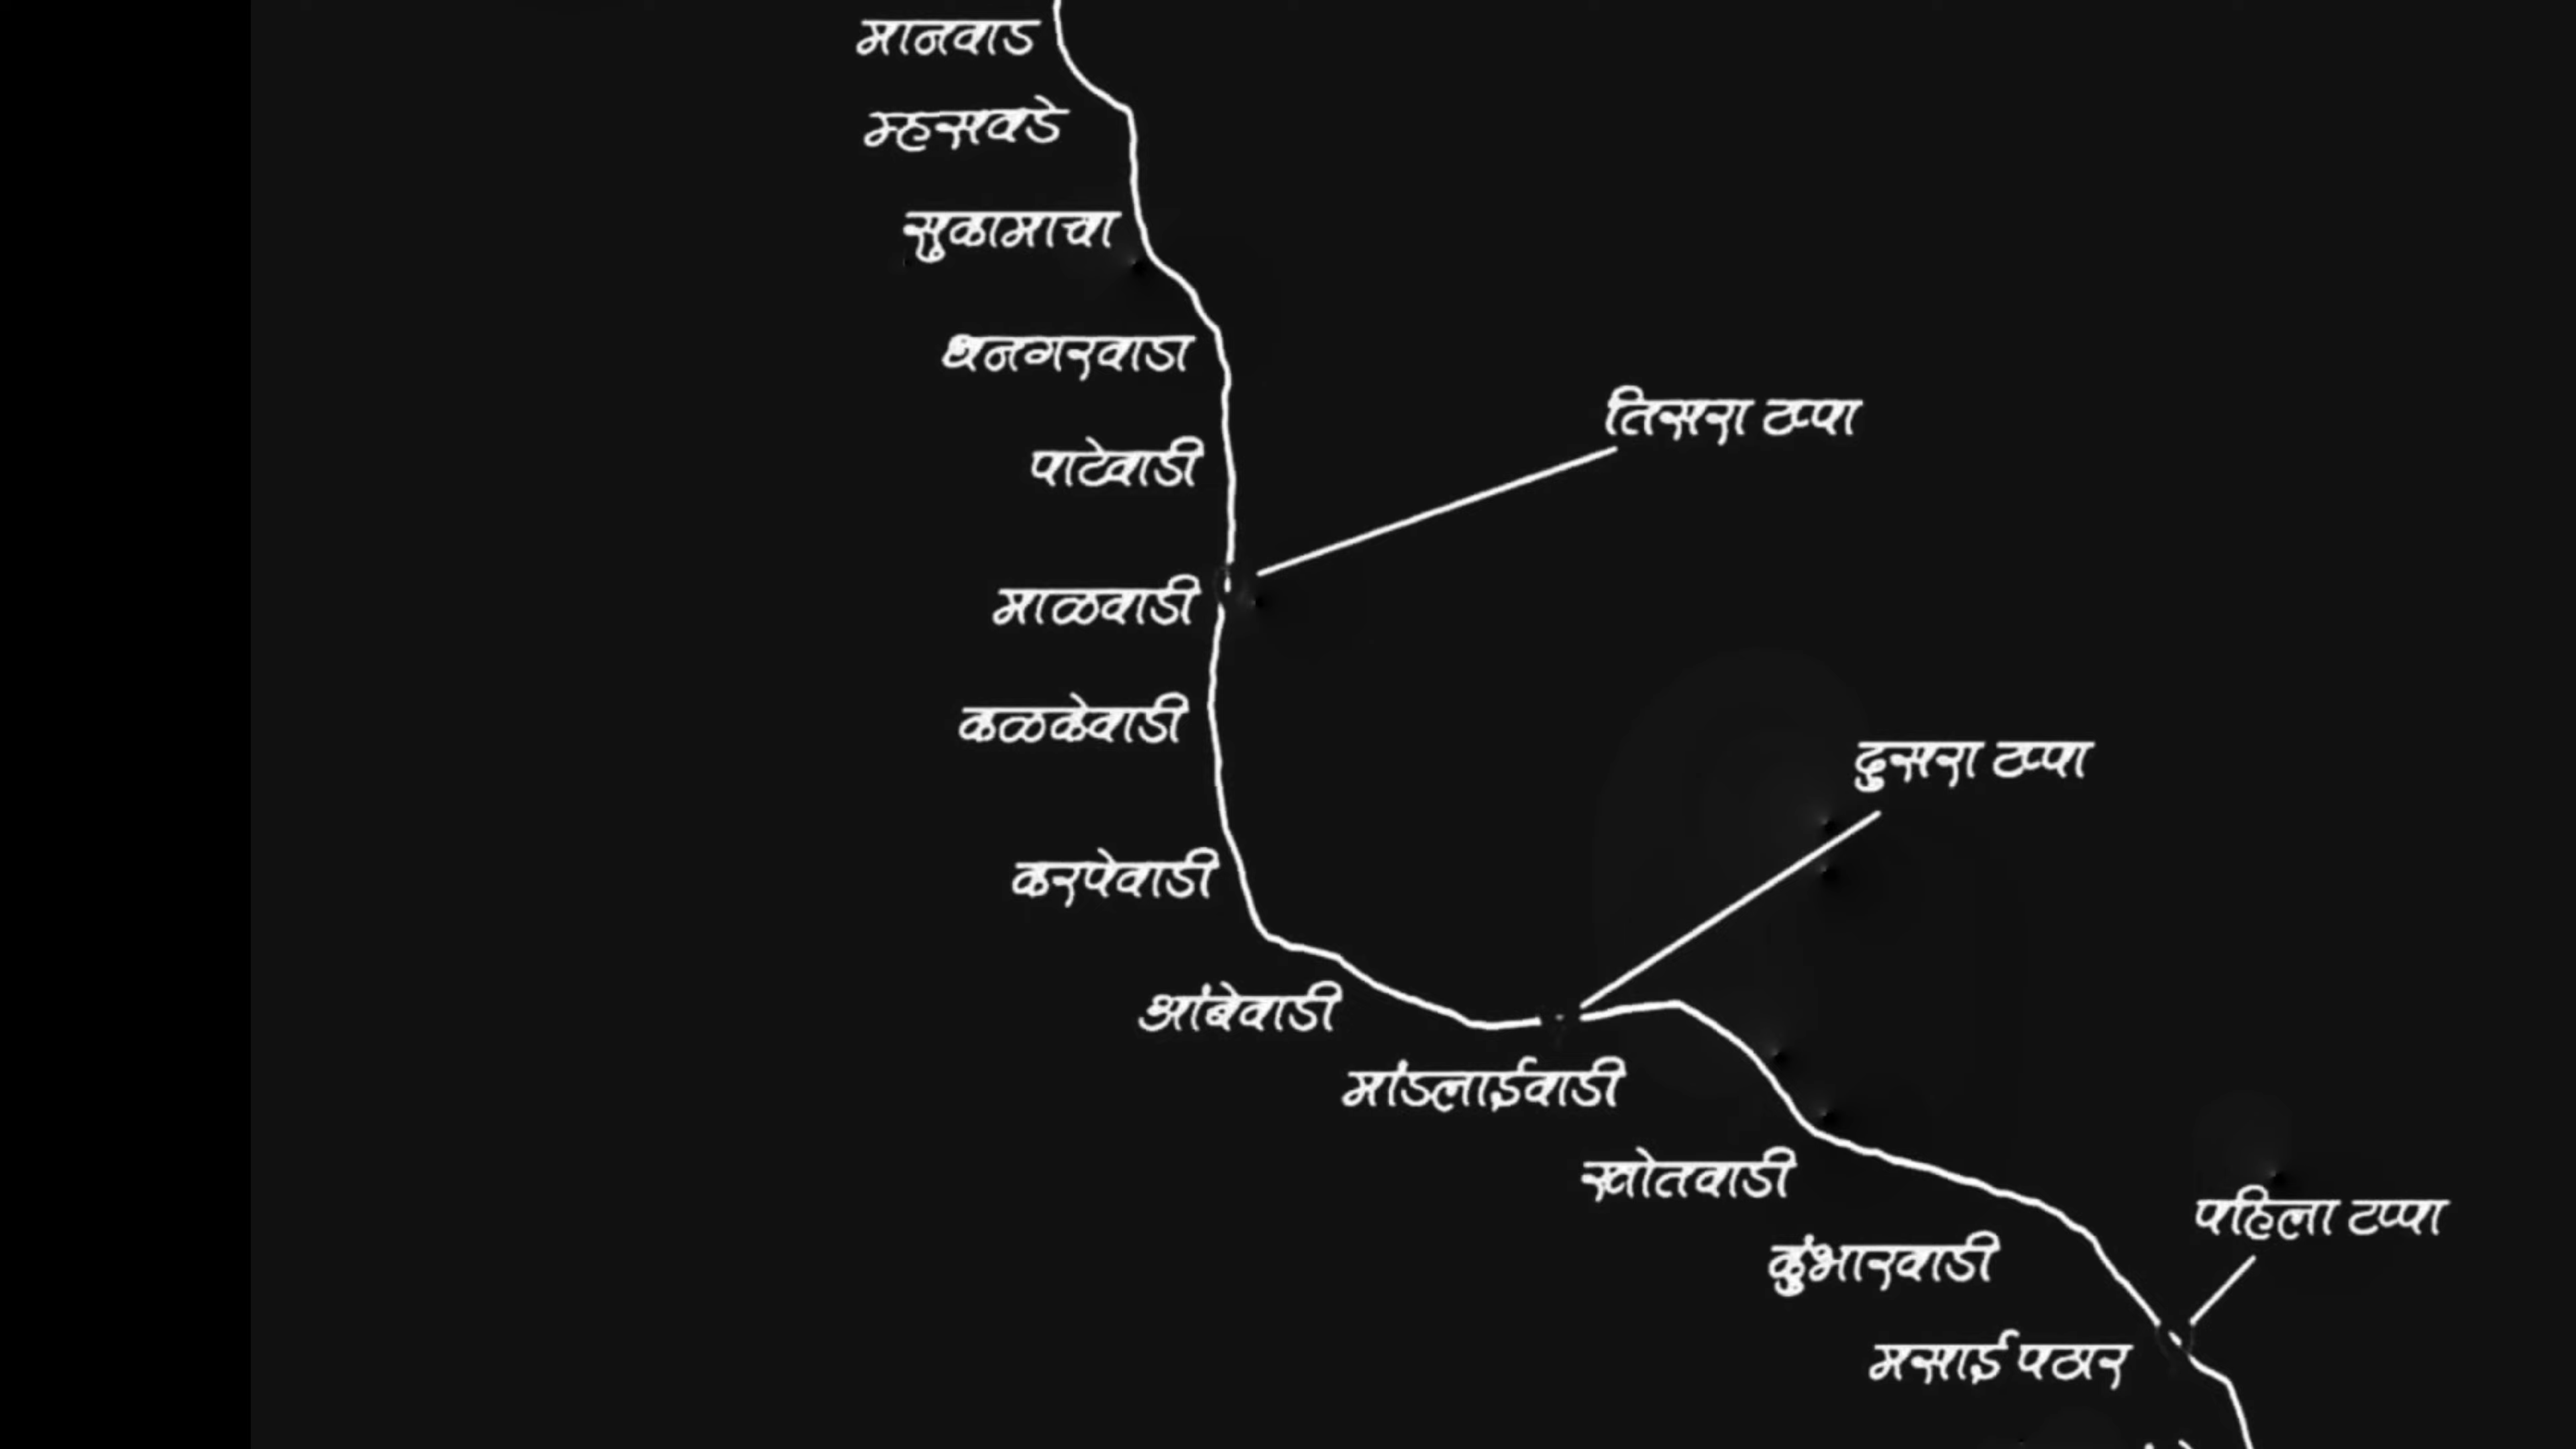 मानवाड
म्हसवडे
सुळामाचा
धनगरवाडा
तिसरा टप्पा
पाटेवाडी
माळवाडी
कळकेवाडी
दुसरा टप्पा
करपेवाडी
आंबेवाडी
मांडलाईवाडी
खोतवाडी
पहिला टप्पा
कुंभारवाडी
मसाई पठार